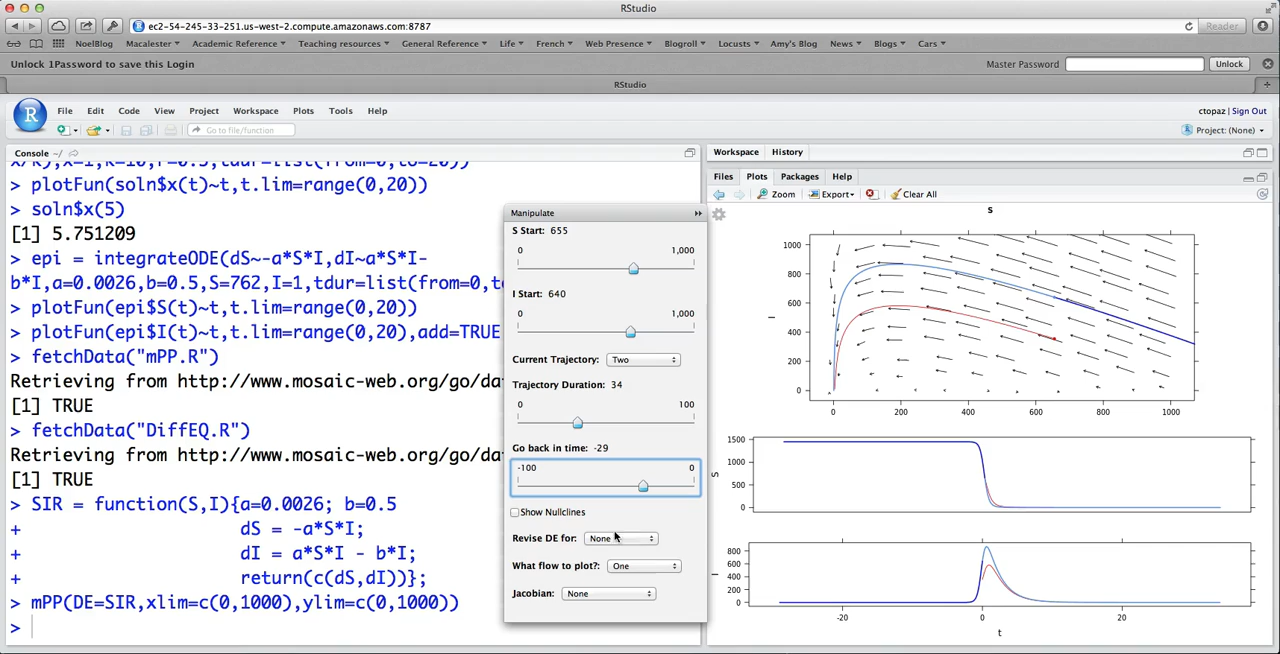 RStudio
ec2-54-245-33-251.us-west-2.compute.amazonaws.com:8787
Reader
NoelBlog Macalester Academic Reference Teaching resources General Reference Life French Web Presence Blogroll Locusts Amy's Blog News Blogs Cars
Unlock 1Password to save this Login
Master Password
Unlock
RStudio
File Edit Code View Project Workspace Plots Tools Help
ctopaz | Sign Out
Go to file/function
Project: (None)
Console ~/
> plotFun(soln$x(t)~t,t.lim=range(0,20))
> soln$x(5)
[1] 5.751209
> epi = integrateODE(dS~-a*S*I,dI~a*S*I-
b*I,a=0.0026,b=0.5,S=762,I=1,tdur=list(from=0,to
> plotFun(epi$S(t)~t,t.lim=range(0,20))
> plotFun(epi$I(t)~t,t.lim=range(0,20),add=TRUE
> fetchData("mPP.R")
Retrieving from http://www.mosaic-web.org/go/da
[1] TRUE
> fetchData("DiffEQ.R")
Retrieving from http://www.mosaic-web.org/go/da
[1] TRUE
> SIR = function(S,I){a=0.0026; b=0.5
+ dS = -a*S*I;
+ dI = a*S*I - b*I;
+ return(c(dS,dI))};
> mPP(DE=SIR,xlim=c(0,1000),ylim=c(0,1000))
>
Manipulate
S Start: 655
0 1,000
I Start: 640
0 1,000
Current Trajectory: Two
Trajectory Duration: 34
0 100
Go back in time: -29
-100 0
Show Nullclines
Revise DE for: None
What flow to plot?: One
Jacobian: None
Workspace History
Files Plots Packages Help
Zoom Export Clear All
S
I
1000
800
600
400
200
0
0 200 400 600 800 1000
S
1500
1000
500
0
I
800
600
400
200
0
-20 0 20
t